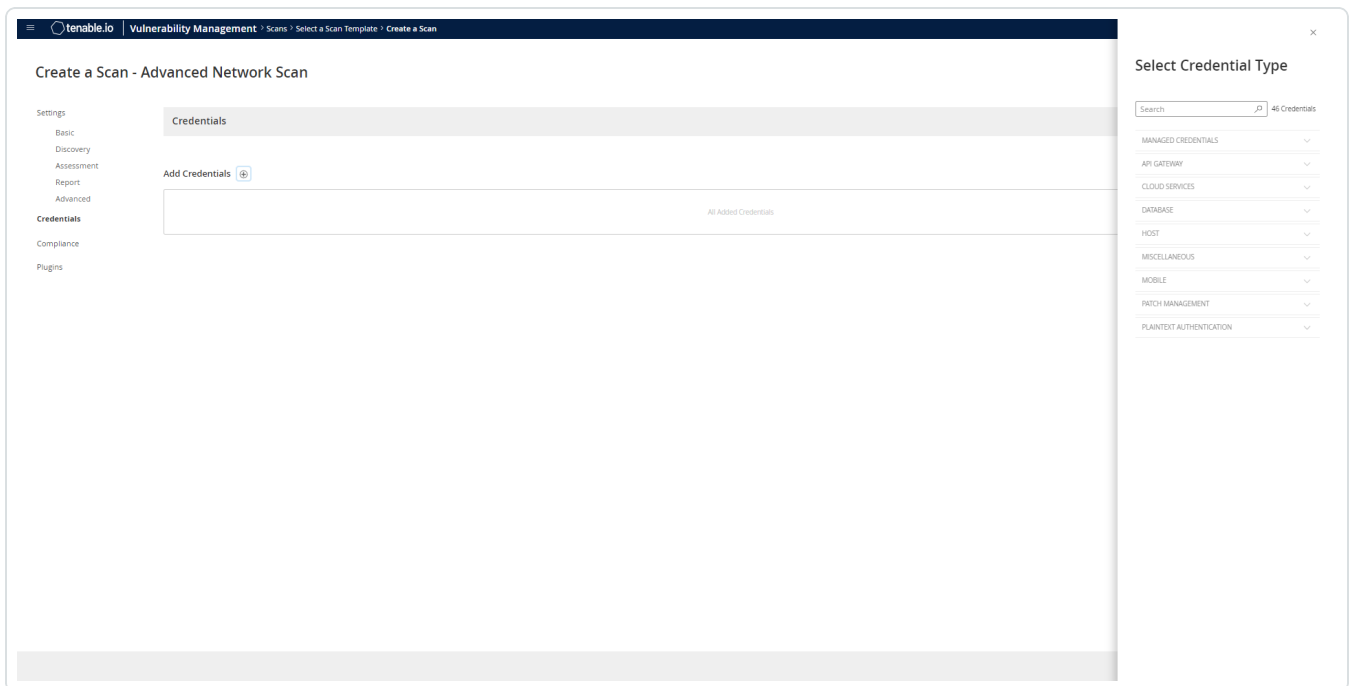 tenable.io Vulnerability Management > Scans > Select a Scan Template > Create a Scan
Create a Scan - Advanced Network Scan
Settings
Basic
Discovery
Assessment
Report
Advanced
Credentials
Compliance
Plugins
Credentials
Add Credentials
All Added Credentials
Select Credential Type
Search 46 Credentials
MANAGED CREDENTIALS
API GATEWAY
CLOUD SERVICES
DATABASE
HOST
MISCELLANEOUS
MOBILE
PATCH MANAGEMENT
PLAINTEXT AUTHENTICATION